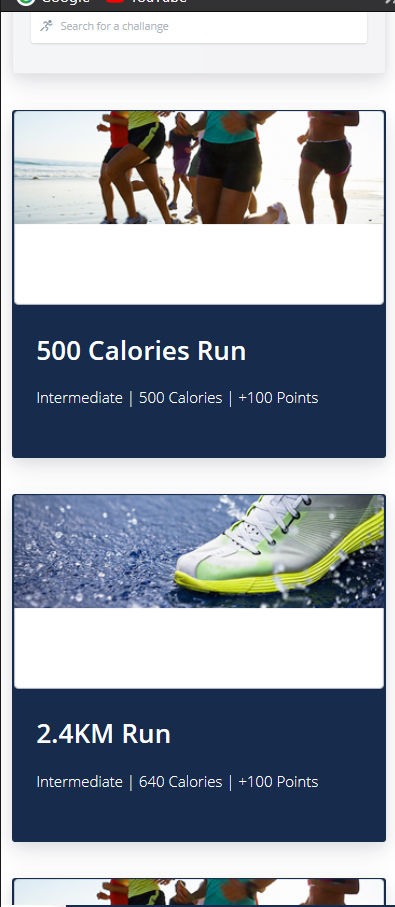 Google YouTube
Search for a challange
500 Calories Run
Intermediate | 500 Calories | +100 Points
2.4KM Run
Intermediate | 640 Calories | +100 Points